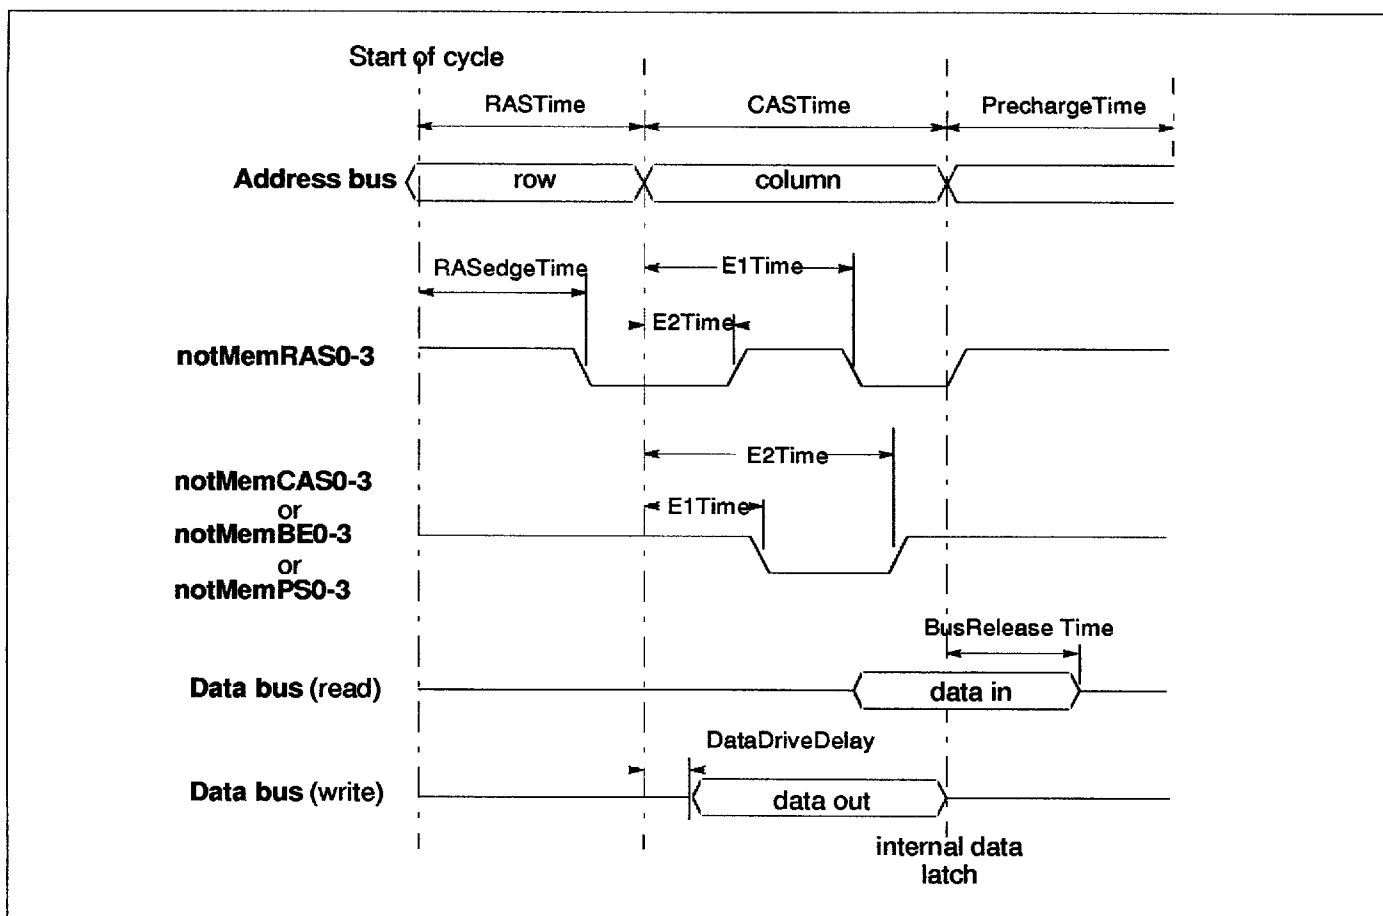 Start of cycle
RASTime CASTime PrechargeTime
Address bus row column
RASedgeTime E1Time
E2Time
notMemRAS0-3
E2Time
notMemCAS0-3
E1Time
or
notMemBE0-3
or
notMemPS0-3
BusRelease Time
Data bus (read) data in
DataDriveDelay
Data bus (write) data out
internal data
latch